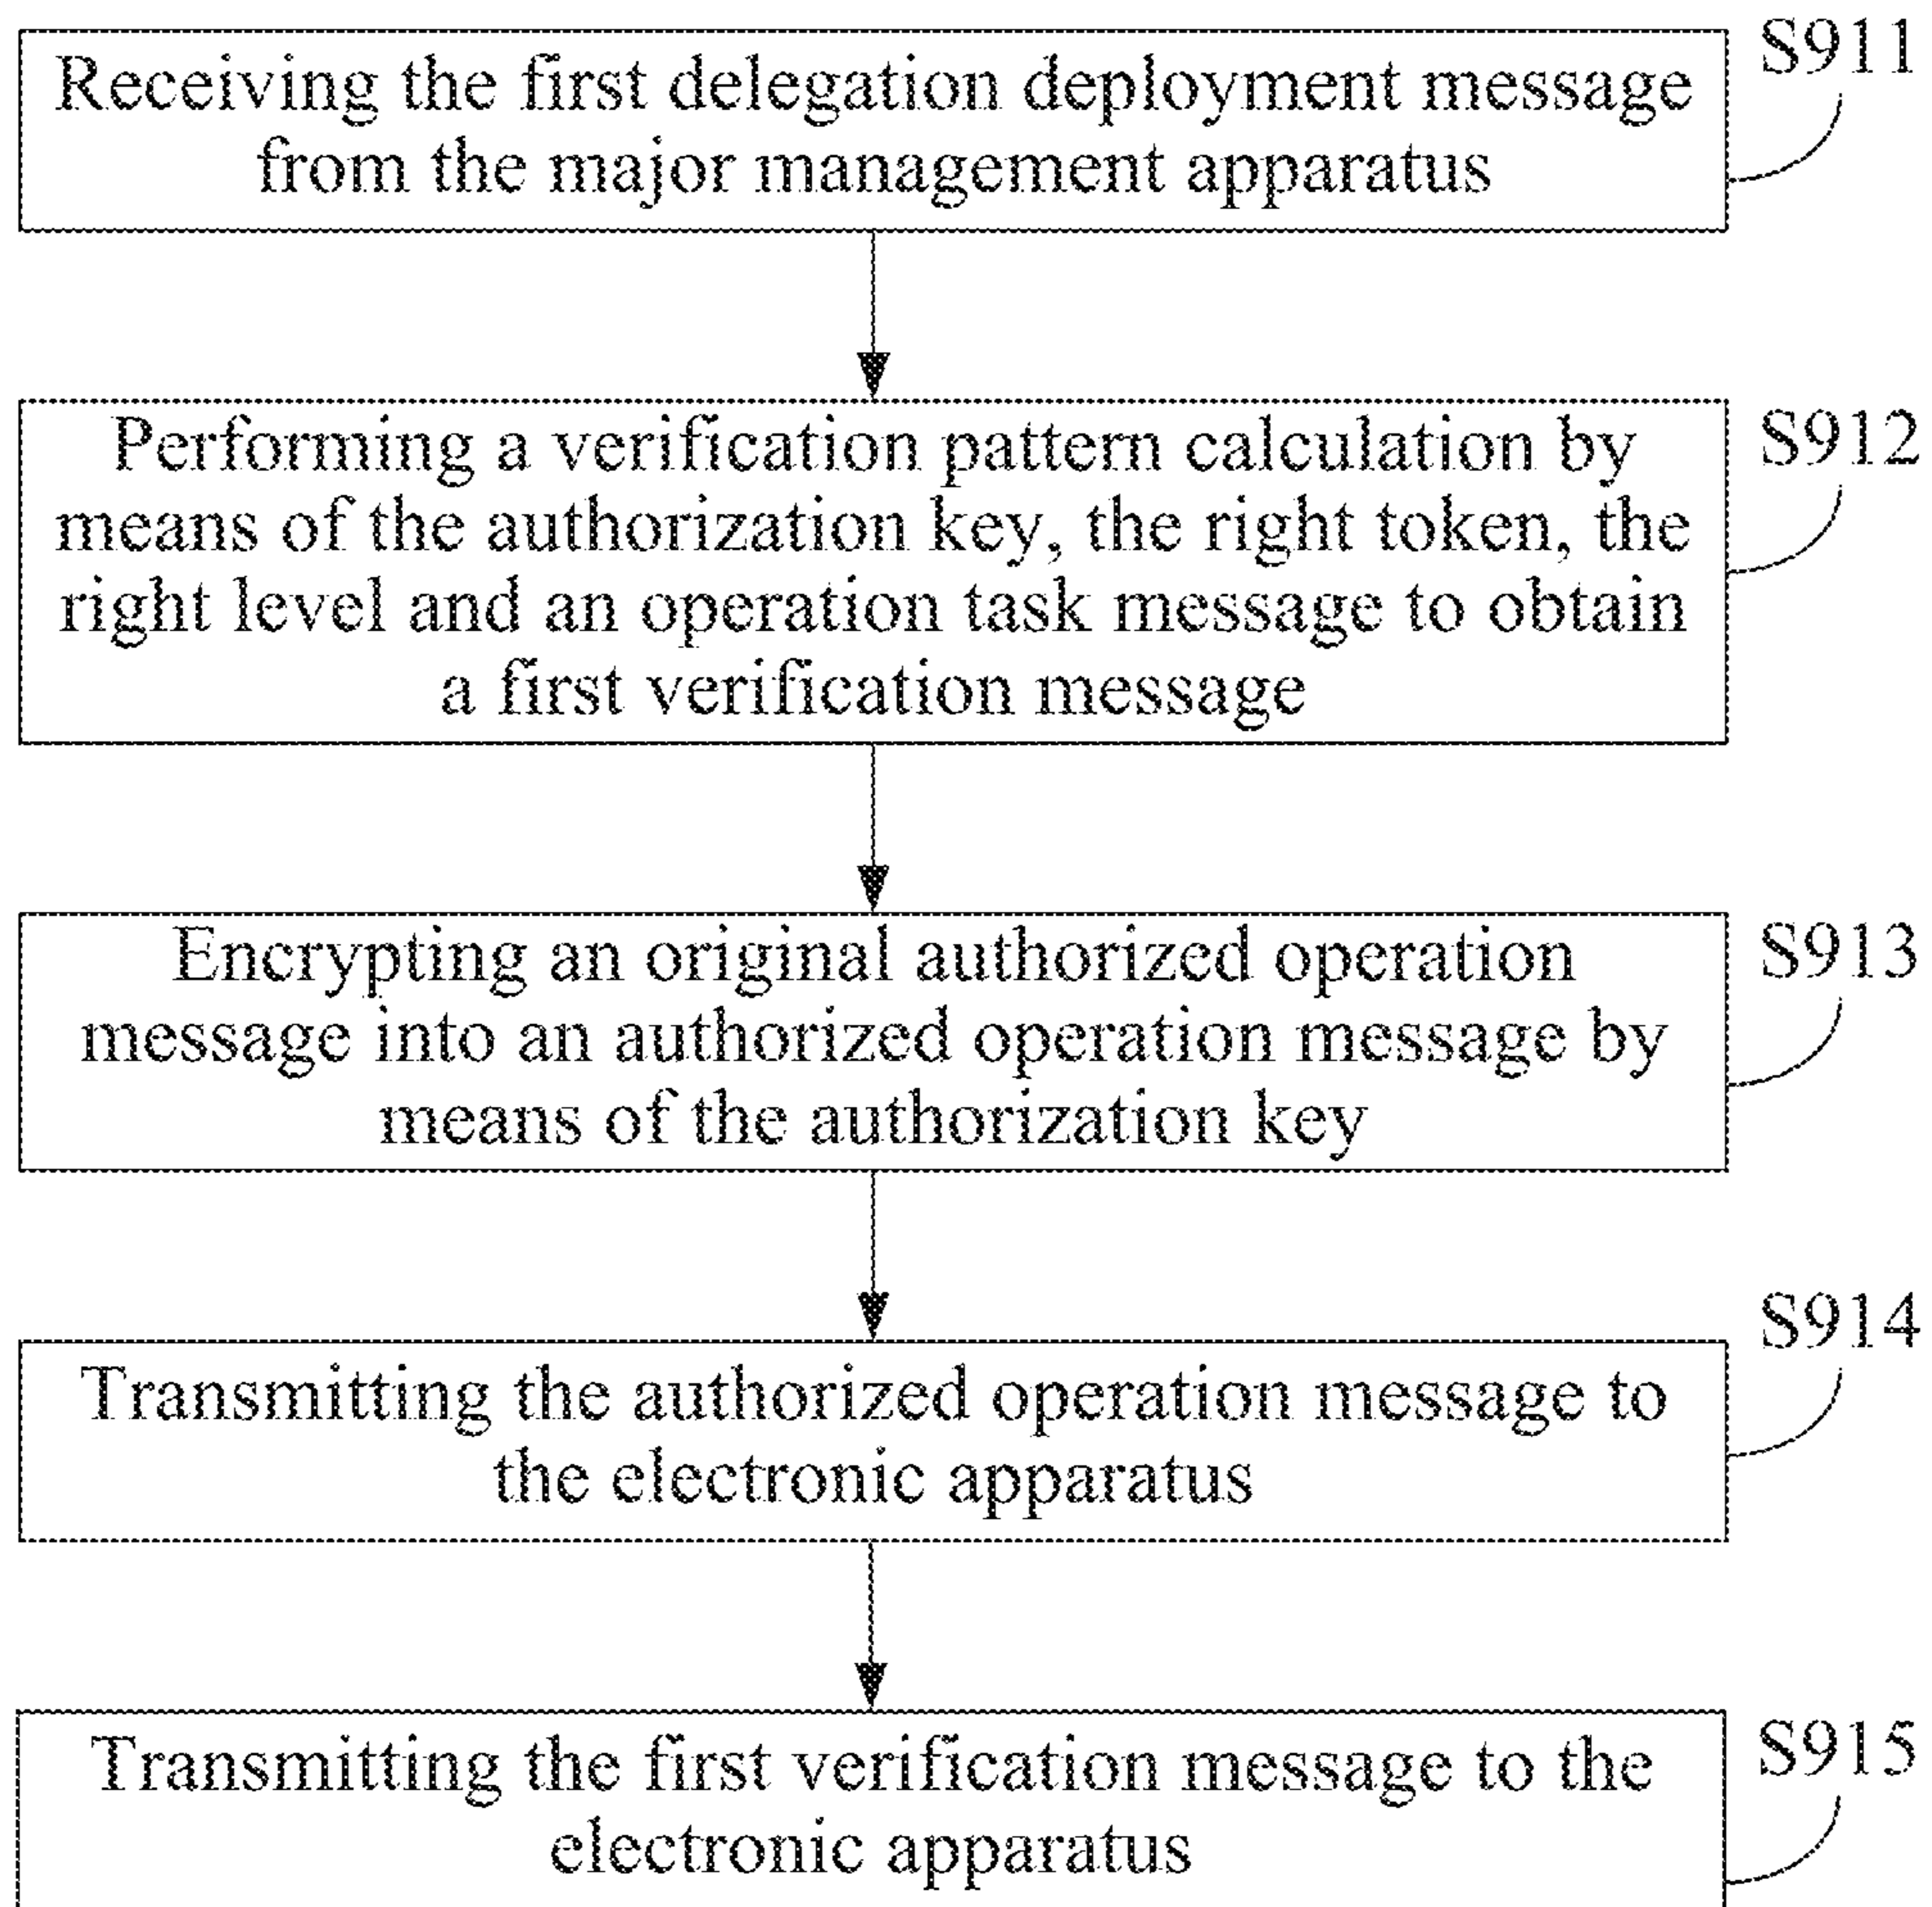 S911
Receiving the first delegation deployment message
from the major management apparatus
S912
Performing a verification pattern calculation by
means of the authorization key, the right token, the
right level and an operation task message to obtain
a first verification message
S913
Encrypting an original authorized operation
message into an authorized operation message by
means of the authorization key
S914
Transmitting the authorized operation message to
the electronic apparatus
S915
Transmitting the first verification message to the
electronic apparatus